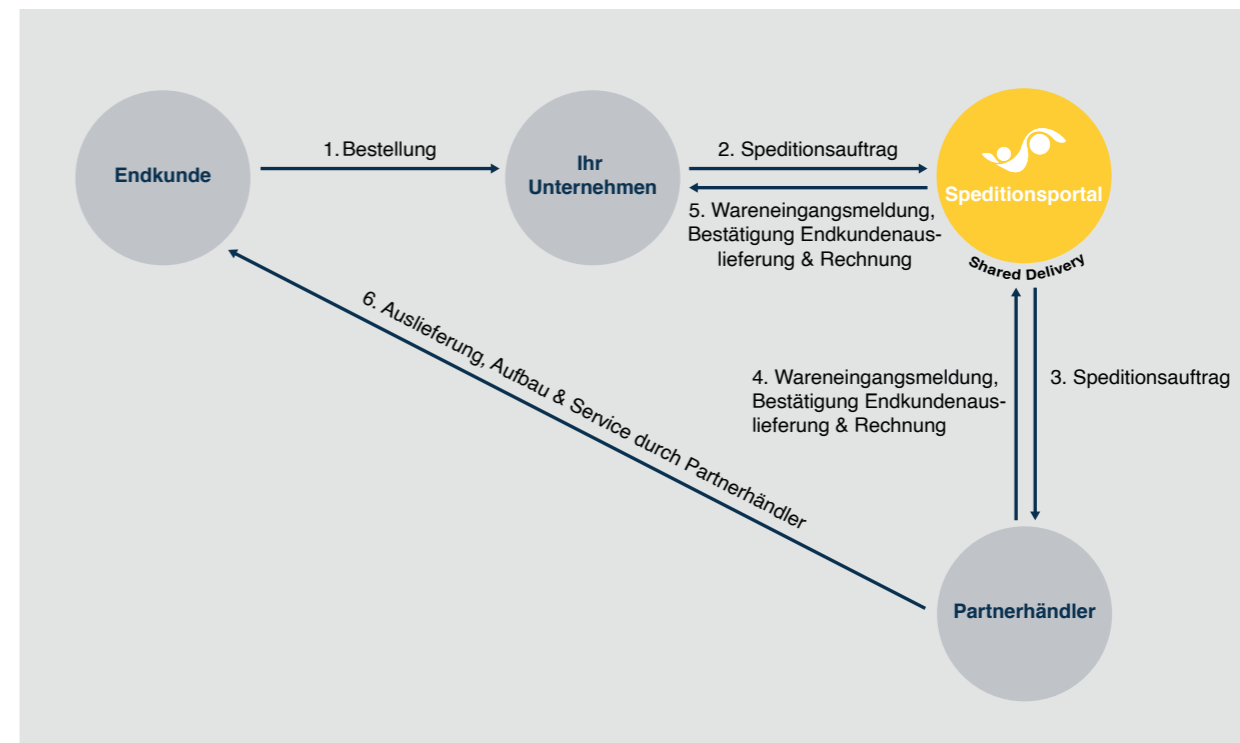 Endkunde
1. Bestellung
Ihr
Unternehmen
2. Speditionsauftrag
5. Wareneingangsmeldung,
Bestätigung Endkundenaus-
lieferung & Rechnung
Speditionsportal
Shared Delivery
6. Auslieferung, Aufbau & Service durch Partnerhändler
4. Wareneingangsmeldung,
Bestätigung Endkundenaus-
lieferung & Rechnung
3. Speditionsauftrag
Partnerhändler